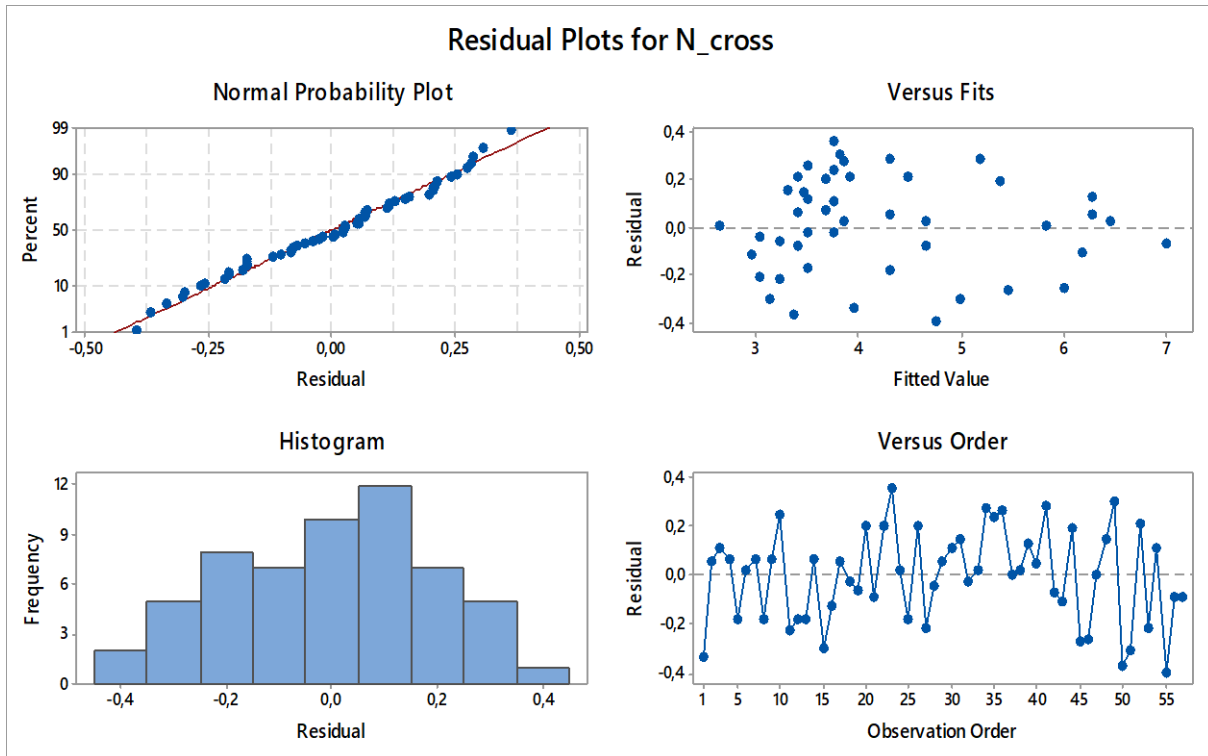 Residual Plots for N_cross
Normal Probability Plot
Percent
99
90
50
10
1
-0,50 -0,25 0,00 0,25 0,50
Residual
Versus Fits
Residual
0,4
0,2
0,0
-0,2
-0,4
3 4 5 6 7
Fitted Value
Histogram
Frequency
12
9
6
3
0
-0,4 -0,2 0,0 0,2 0,4
Residual
Versus Order
Residual
0,4
0,2
0,0
-0,2
-0,4
1 5 10 15 20 25 30 35 40 45 50 55
Observation Order